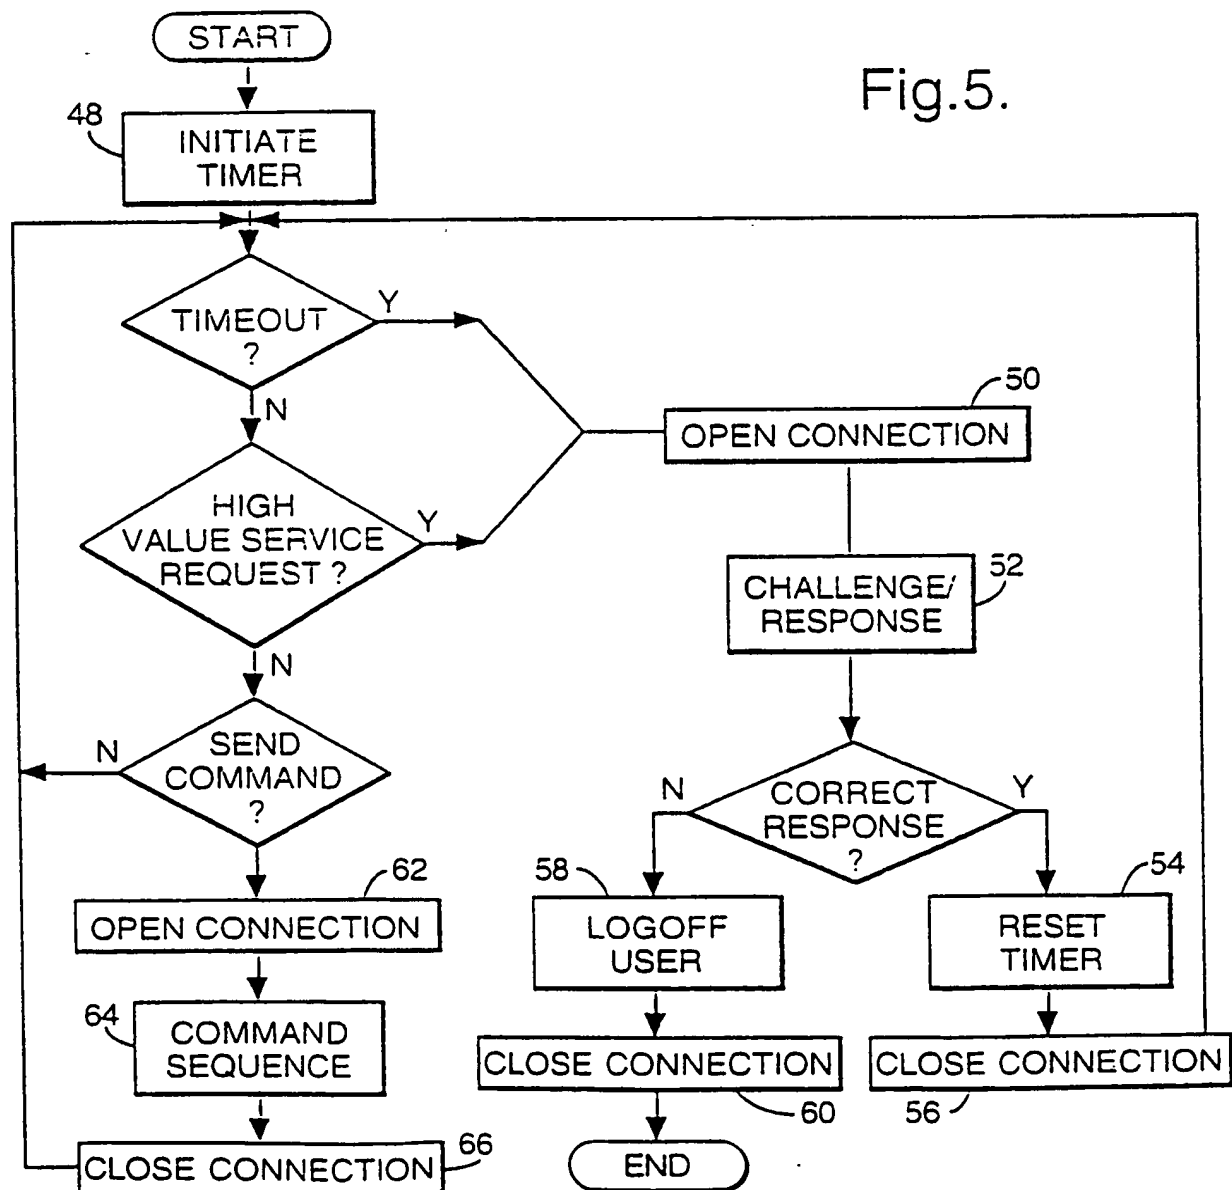 START
Fig.5.
48
INITIATE
TIMER
TIMEOUT
?
Y
N
50
OPEN CONNECTION
HIGH
VALUE SERVICE
REQUEST ?
Y
N
52
CHALLENGE/
RESPONSE
SEND
COMMAND
?
N
CORRECT
RESPONSE
?
N
Y
62
OPEN CONNECTION
58
LOGOFF
USER
54
RESET
TIMER
64
COMMAND
SEQUENCE
CLOSE CONNECTION
60
CLOSE CONNECTION
56
CLOSE CONNECTION
66
END